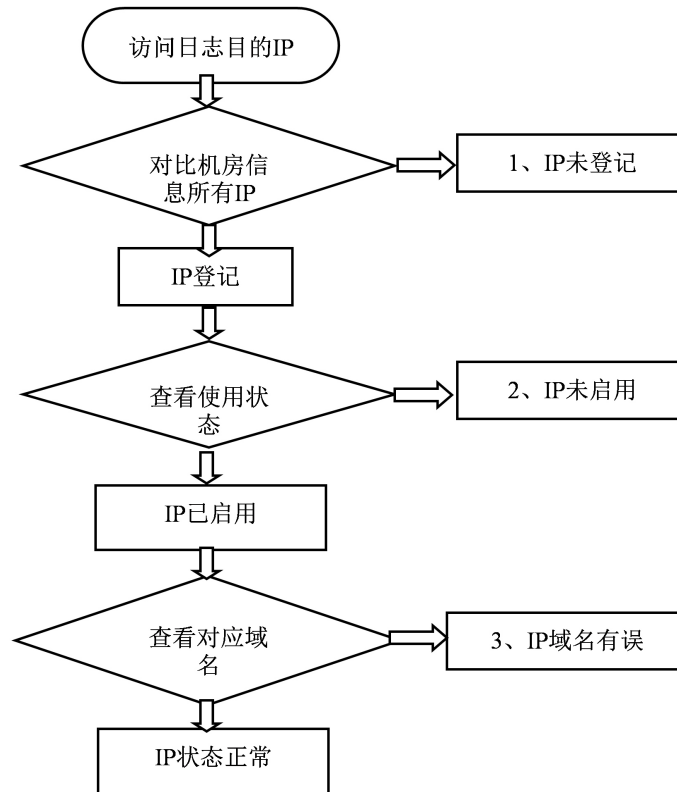 访问日志目的IP
对比机房信
息所有IP
1、IP未登记
IP登记
查看使用状
态
2、IP未启用
IP已启用
查看对应域
名
3、IP域名有误
IP状态正常